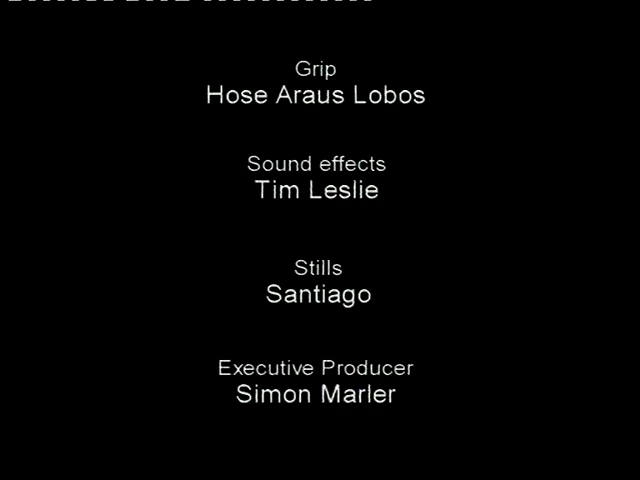 Grip
Hose Araus Lobos
Sound effects
Tim Leslie
Stills
Santiago
Executive Producer
Simon Marler